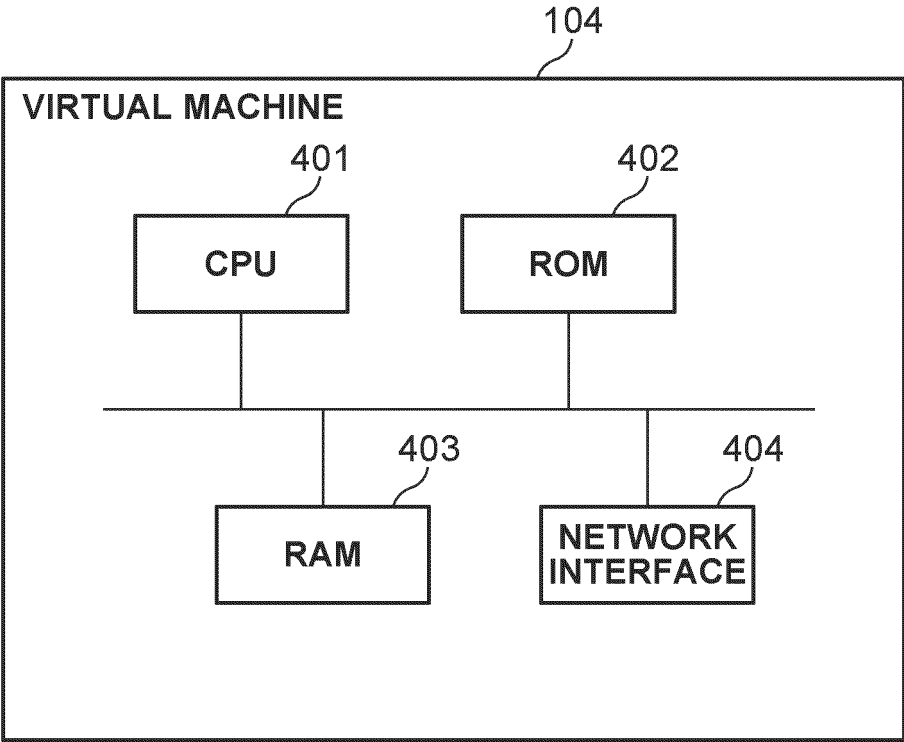 104
VIRTUAL MACHINE
401
402
CPU
ROM
403
404
RAM
NETWORK
INTERFACE